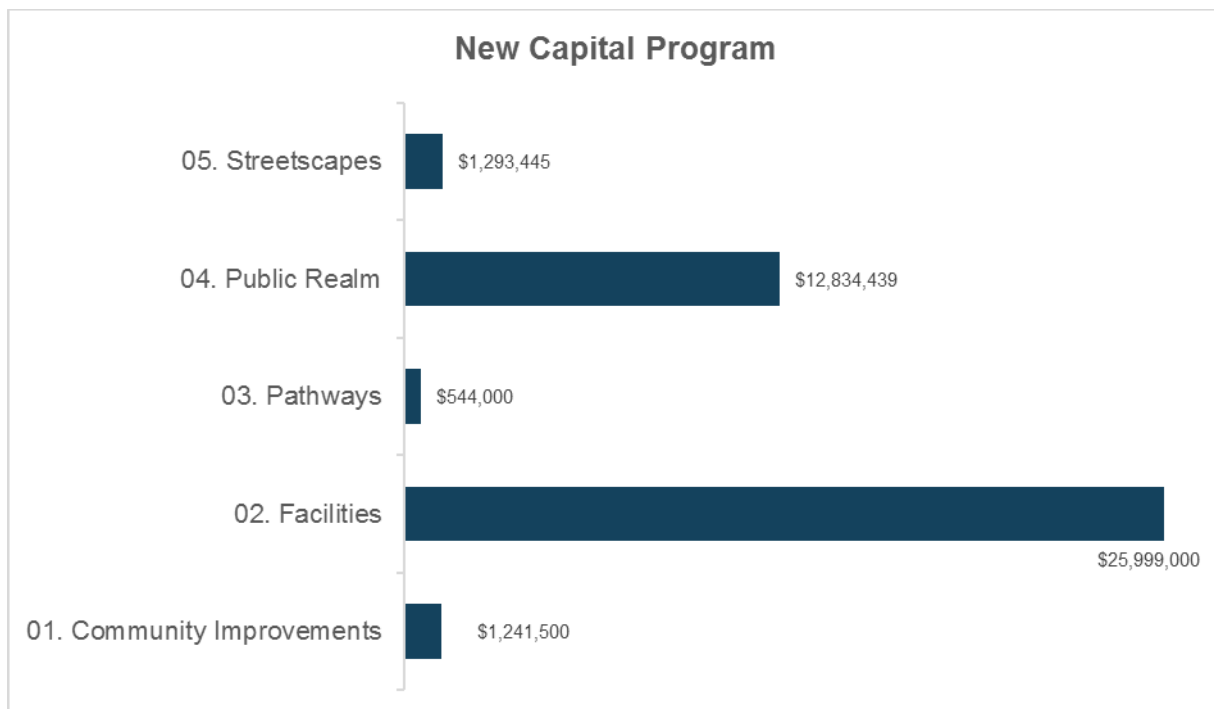 New Capital Program
05. Streetscapes
$1,293,445
04. Public Realm
$12,834,439
03. Pathways
$544,000
02. Facilities
$25,999,000
01. Community Improvements
$1,241,500